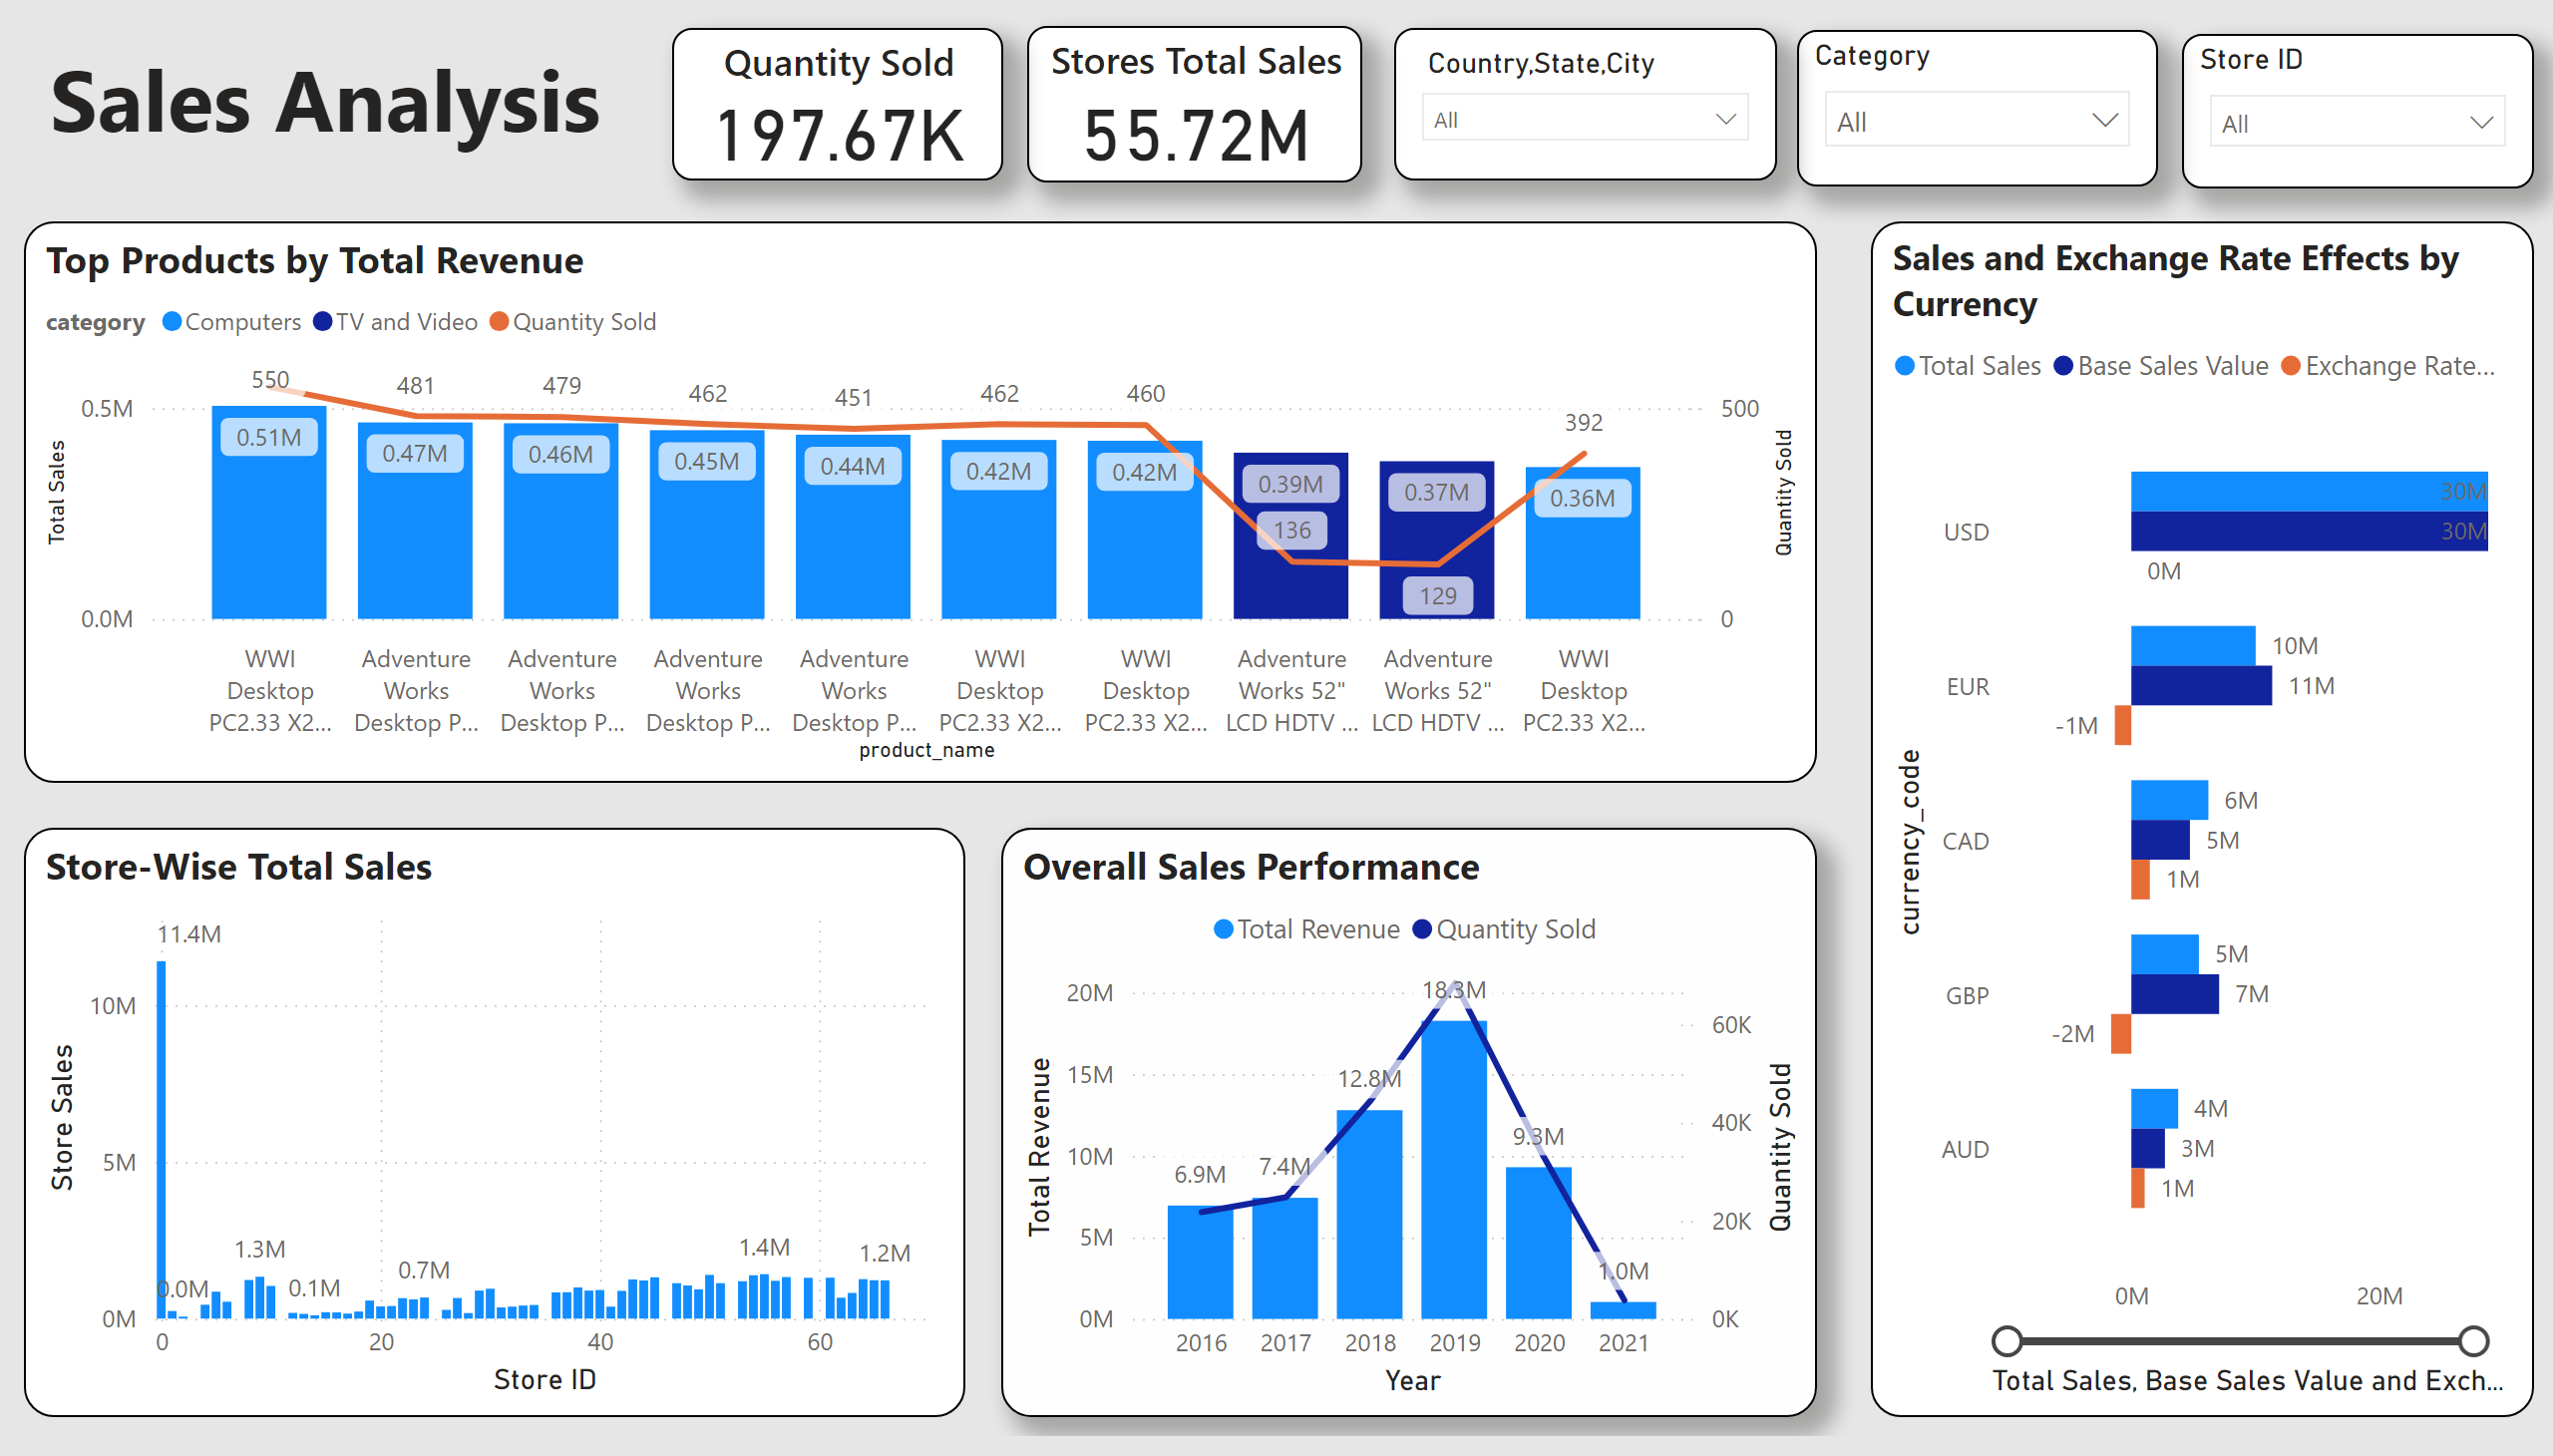 Sales Analysis
Quantity Sold
197.67K
Stores Total Sales
55.72M
Country,State,City
All
Category
All
Store ID
All
Top Products by Total Revenue
category Computers TV and Video Quantity Sold
550
481
479
462
451
462
460
392
0.5M
500
0.51M
0.47M
0.46M
0.45M
0.44M
0.42M
0.42M
0.39M
0.37M
0.36M
136
129
0.0M
0
Total Sales
Quantity Sold
WWI
Desktop
PC2.33 X2...
Adventure
Works
Desktop P...
Adventure
Works
Desktop P...
Adventure
Works
Desktop P...
Adventure
Works
Desktop P...
WWI
Desktop
PC2.33 X2...
WWI
Desktop
PC2.33 X2...
Adventure
Works 52"
LCD HDTV ...
Adventure
Works 52"
LCD HDTV ...
WWI
Desktop
PC2.33 X2...
product_name
Sales and Exchange Rate Effects by
Currency
Total Sales Base Sales Value Exchange Rate...
currency_code
USD
30M
30M
0M
EUR
10M
11M
-1M
CAD
6M
5M
1M
GBP
5M
7M
-2M
AUD
4M
3M
1M
0M
20M
Total Sales, Base Sales Value and Exch...
Store-Wise Total Sales
Store Sales
11.4M
10M
5M
0M
0.0M
1.3M
0.1M
0.7M
1.4M
1.2M
0
20
40
60
Store ID
Overall Sales Performance
Total Revenue Quantity Sold
Total Revenue
20M
15M
10M
5M
0M
6.9M
7.4M
12.8M
18.3M
9.3M
1.0M
60K
40K
20K
0K
Quantity Sold
2016
2017
2018
2019
2020
2021
Year